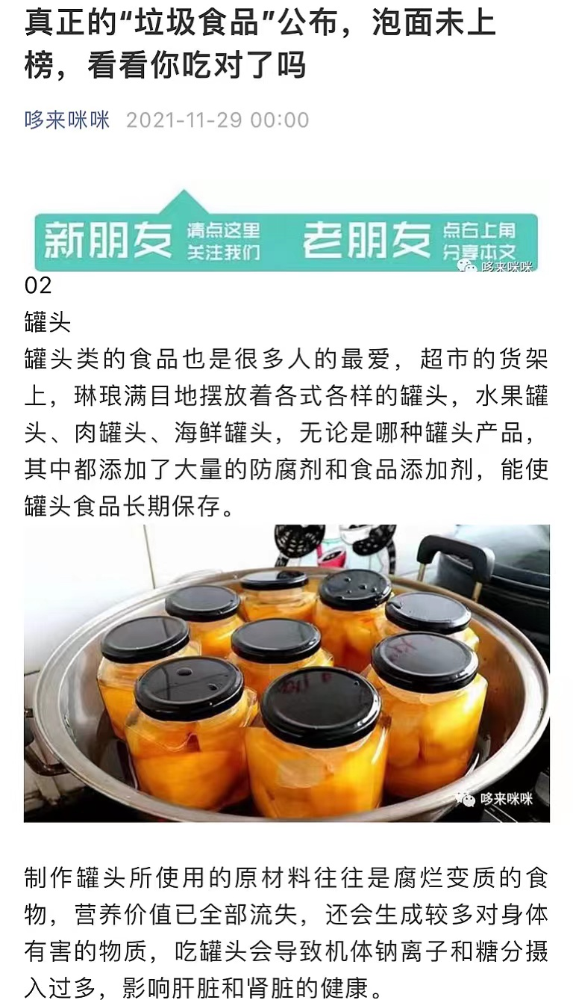 真正的“垃圾食品”公布，泡面未上
榜，看看你吃对了吗
哆来咪咪 2021-11-29 00:00
新朋友 请点这里 老朋友 点右上角
关注我们 分享本文
哆来咪咪
02
罐头
罐头类的食品也是很多人的最爱，超市的货架
上，琳琅满目地摆放着各式各样的罐头，水果罐
头、肉罐头、海鲜罐头，无论是哪种罐头产品，
其中都添加了大量的防腐剂和食品添加剂，能使
罐头食品长期保存。
哆来咪咪
制作罐头所使用的原材料往往是腐烂变质的食
物，营养价值已全部流失，还会生成较多对身体
有害的物质，吃罐头会导致机体钠离子和糖分摄
入过多，影响肝脏和肾脏的健康。